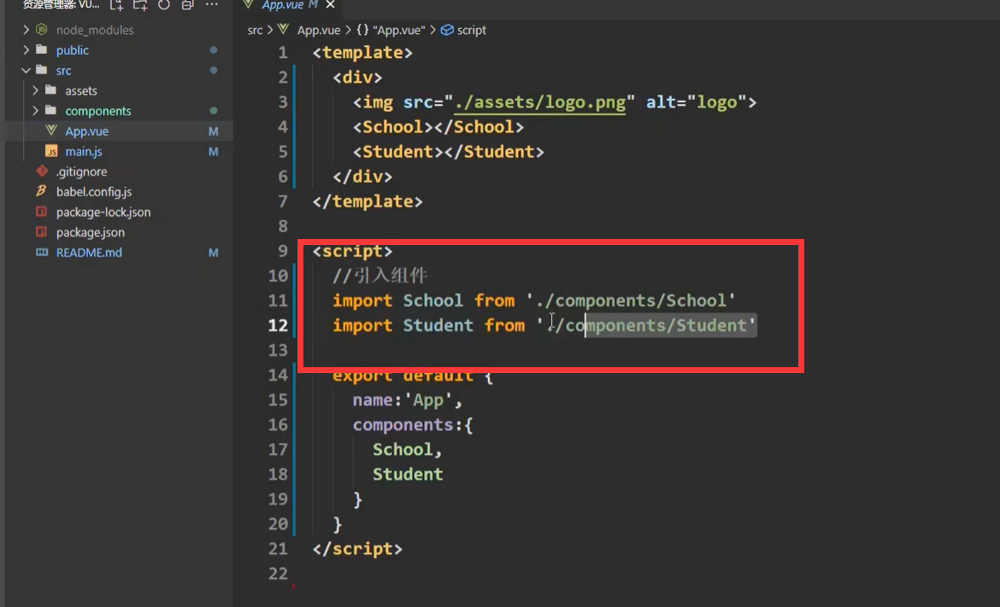 资源管理器: VU...
node_modules
public
src
assets
components
App.vue M
main.js M
.gitignore
babel.config.js
package-lock.json
package.json
README.md M
App.vue M
src > App.vue > {} "App.vue" > script
1 <template>
2 <div>
3 <img src="./assets/logo.png" alt="logo">
4 <School></School>
5 <Student></Student>
6 </div>
7 </template>
8
9 <script>
10 //引入组件
11 import School from './components/School'
12 import Student from './components/Student'
13
14 export default {
15 name:'App',
16 components:{
17 School,
18 Student
19 }
20 }
21 </script>
22